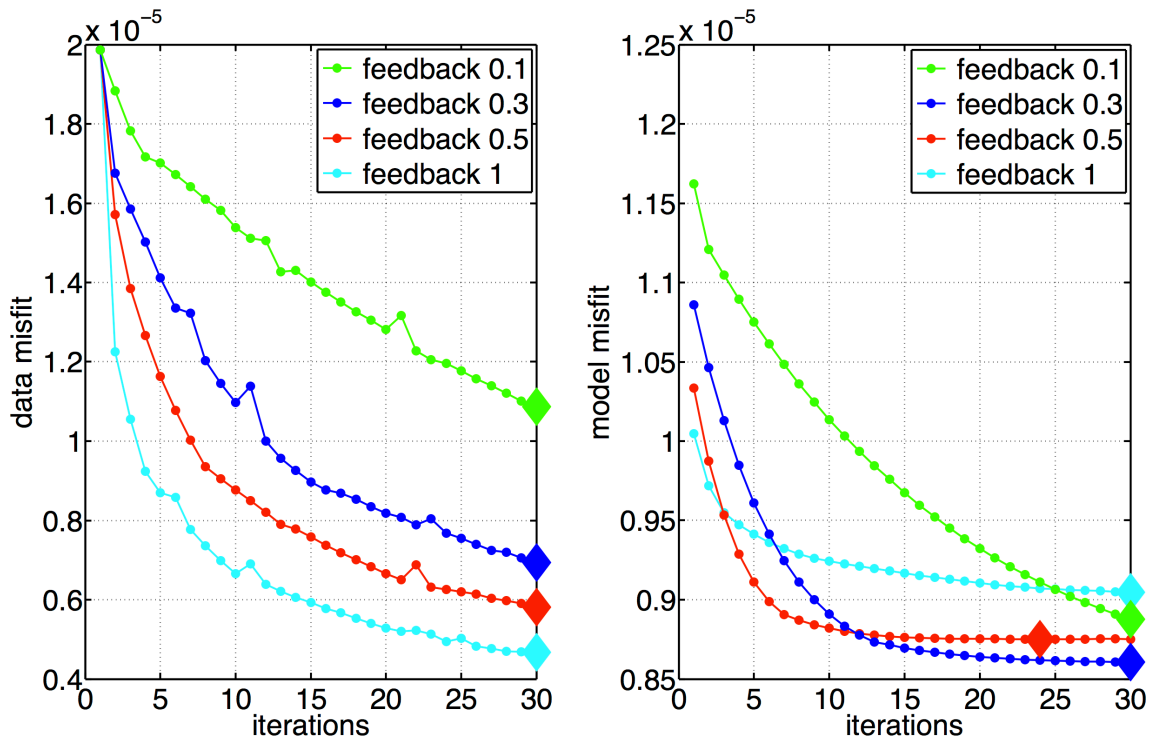 x 10⁻⁵
2
1.8
1.6
1.4
1.2
1
0.8
0.6
0.4
data misfit
0 5 10 15 20 25 30
iterations
feedback 0.1
feedback 0.3
feedback 0.5
feedback 1
x 10⁻⁵
1.25
1.2
1.15
1.1
1.05
1
0.95
0.9
0.85
model misfit
0 5 10 15 20 25 30
iterations
feedback 0.1
feedback 0.3
feedback 0.5
feedback 1